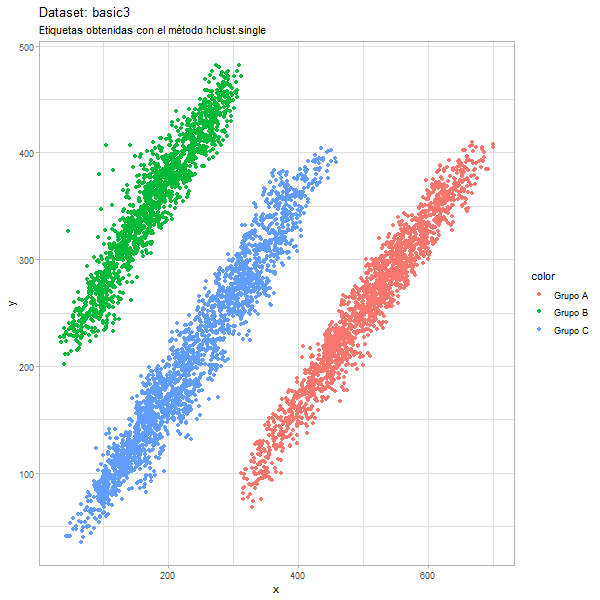 Dataset: basic3
Etiquetas obtenidas con el método hclust.single
500
400
300
200
100
y
200
400
600
x
color
Grupo A
Grupo B
Grupo C